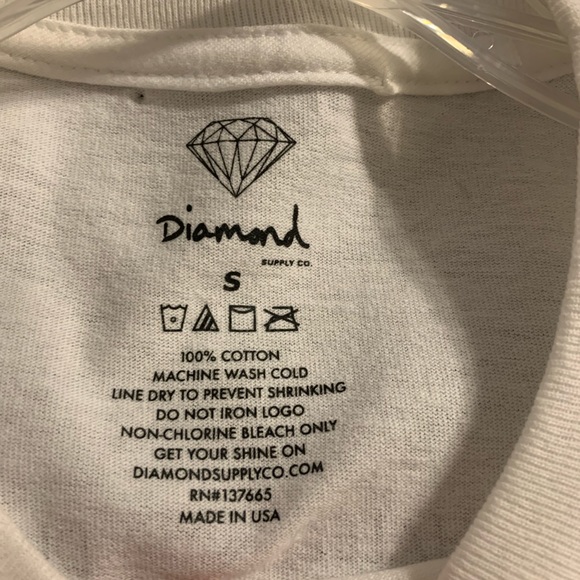 Diamond
SUPPLY CO.
S
100% COTTON
MACHINE WASH COLD
LINE DRY TO PREVENT SHRINKING
DO NOT IRON LOGO
NON-CHLORINE BLEACH ONLY
GET YOUR SHINE ON
DIAMONDSUPPLYCO.COM
RN#137665
MADE IN USA